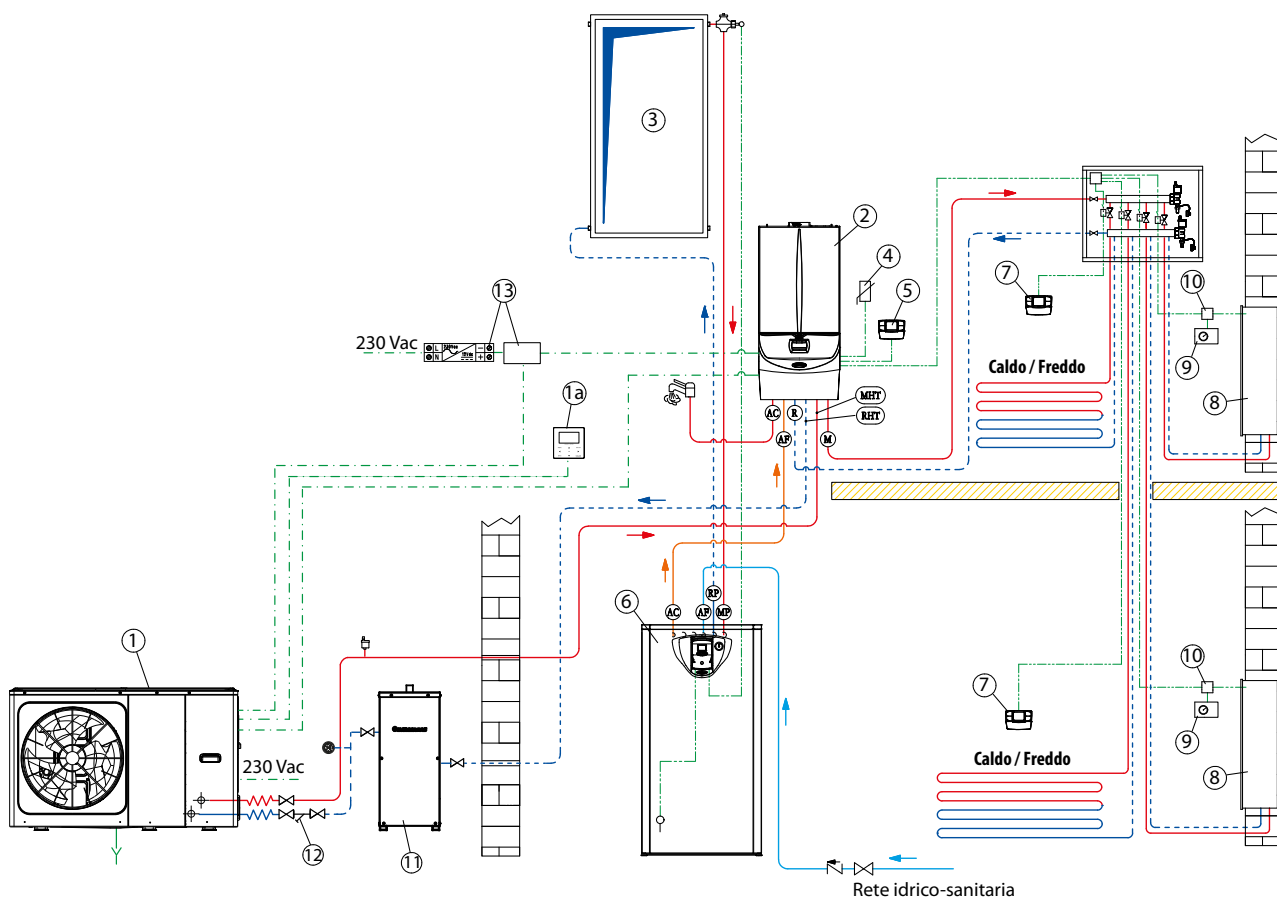 3
2
4
5
7
10
9
8
Caldo / Freddo
13
230 Vac
L
N
1a
AC
R
MHT
RHT
AF
M
6
AC
AF
RP
MP
1
230 Vac
12
11
7
10
9
8
Caldo / Freddo
Rete idrico-sanitaria